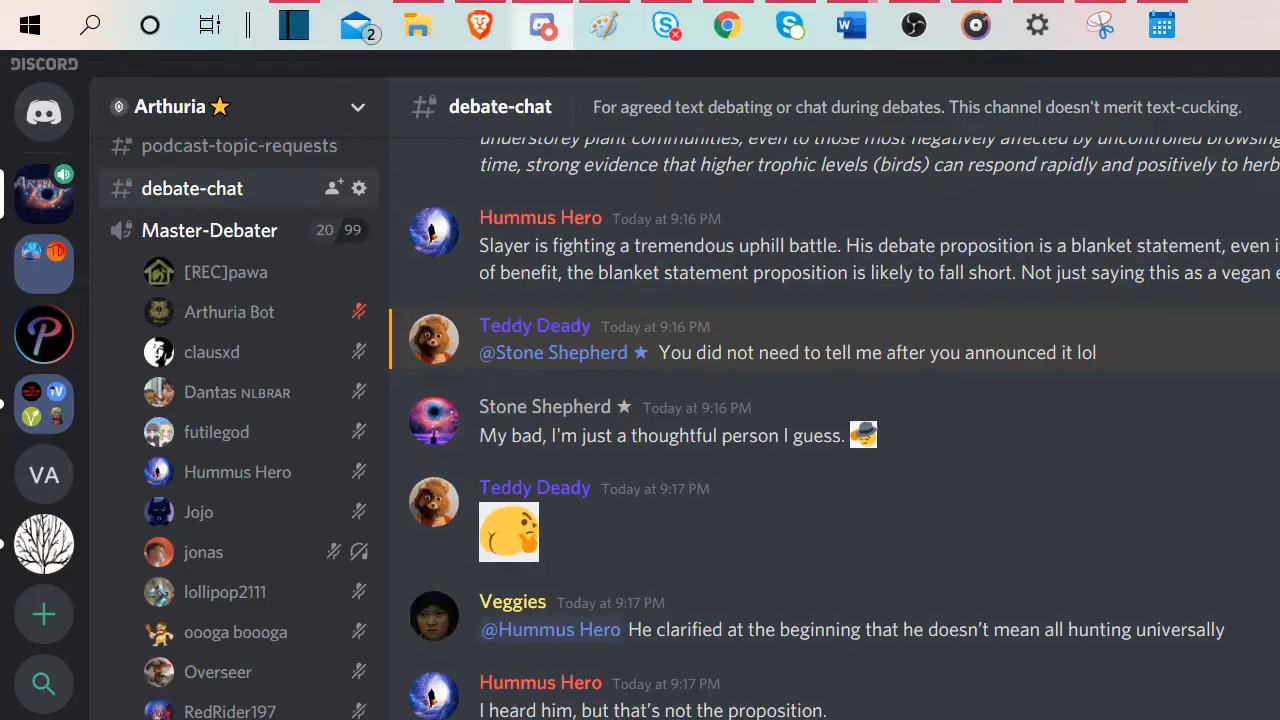 2
DISCORD
Arthuria
debate-chat
For agreed text debating or chat during debates. This channel doesn't merit text-cucking.
podcast-topic-requests
debate-chat
Master-Debater 20 99
[REC]pawa
Arthuria Bot
clausxd
Dantas NLBRAR
futilegod
Hummus Hero
Jojo
jonas
lollipop2111
oooga boooga
Overseer
RedRider197
VA
understorey plant communities, even to those most negatively affected by uncontrolled browsing
time, strong evidence that higher trophic levels (birds) can respond rapidly and positively to herb
Hummus Hero Today at 9:16 PM
Slayer is fighting a tremendous uphill battle. His debate proposition is a blanket statement, even i
of benefit, the blanket statement proposition is likely to fall short. Not just saying this as a vegan e
Teddy Deady Today at 9:16 PM
@Stone Shepherd ★ You did not need to tell me after you announced it lol
Stone Shepherd ★ Today at 9:16 PM
My bad, I'm just a thoughtful person I guess.
Teddy Deady Today at 9:17 PM
Veggies Today at 9:17 PM
@Hummus Hero He clarified at the beginning that he doesn’t mean all hunting universally
Hummus Hero Today at 9:17 PM
I heard him, but that’s not the proposition.